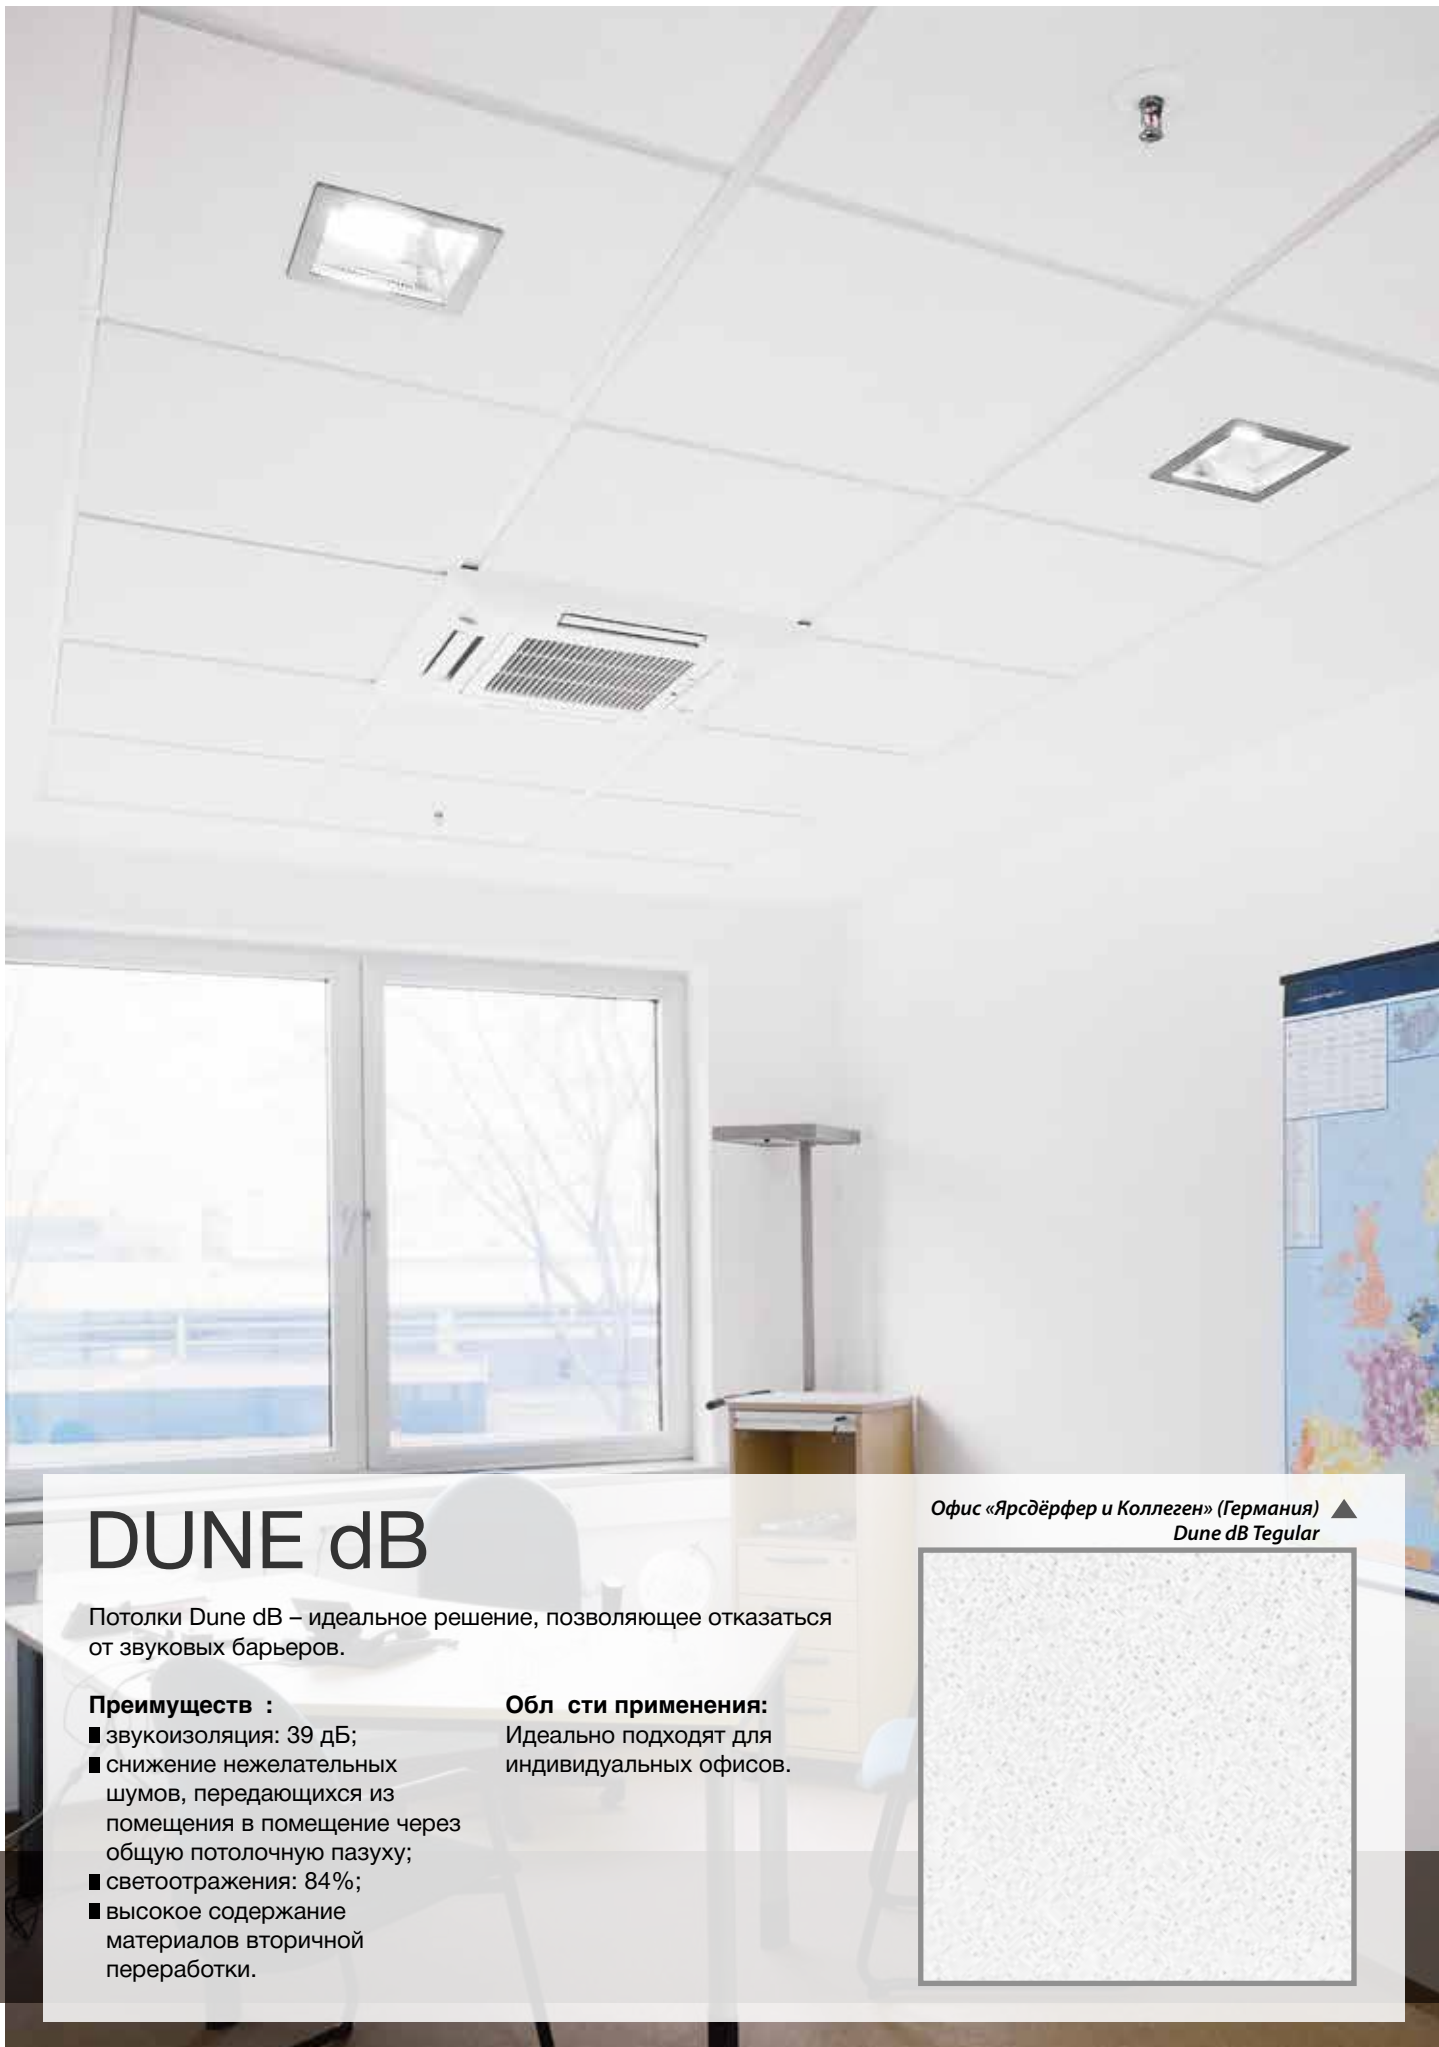 DUNE dB
Потолки Dune dB – идеальное решение, позволяющее отказаться
от звуковых барьеров.
Преимуществ :
звукоизоляция: 39 дБ;
снижение нежелательных
шумов, передающихся из
помещения в помещение через
общую потолочную пазуху;
светоотражения: 84%;
высокое содержание
материалов вторичной
переработки.
Обл сти применения:
Идеально подходят для
индивидуальных офисов.
Офис «Ярсдёрфер и Коллеген» (Германия)
Dune dB Tegular